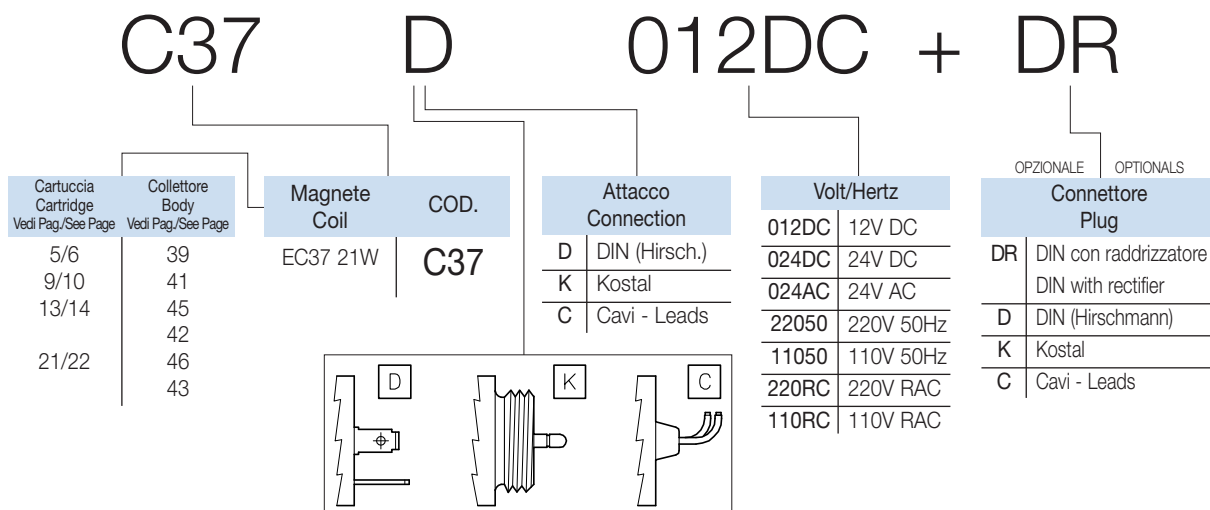 C37 D 012DC + DR
OPZIONALE OPTIONALS
Cartuccia
Cartridge
Vedi Pag./See Page
Collettore
Body
Vedi Pag./See Page
5/6 39
9/10 41
13/14 45
42
21/22 46
43
Magnete
Coil
COD.
EC37 21W C37
Attacco
Connection
D DIN (Hirsch.)
K Kostal
C Cavi - Leads
Volt/Hertz
012DC 12V DC
024DC 24V DC
024AC 24V AC
22050 220V 50Hz
11050 110V 50Hz
220RC 220V RAC
110RC 110V RAC
Connettore
Plug
DR DIN con raddrizzatore
DIN with rectifier
D DIN (Hirschmann)
K Kostal
C Cavi - Leads
D K C